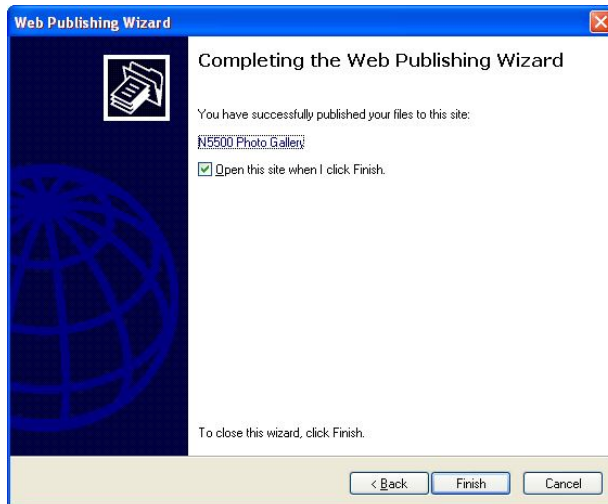 Web Publishing Wizard
Completing the Web Publishing Wizard
You have successfully published your files to this site:
N5500 Photo Gallery
Open this site when I click Finish.
To close this wizard, click Finish.
< Back
Finish
Cancel